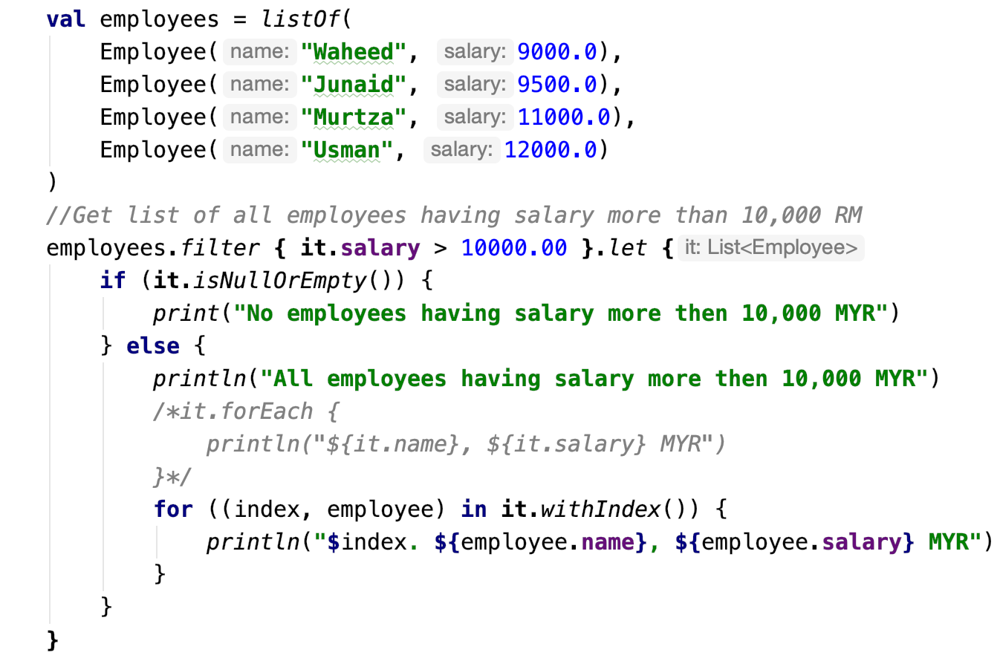 val employees = listOf(
    Employee( name: "Waheed", salary: 9000.0),
    Employee( name: "Junaid", salary: 9500.0),
    Employee( name: "Murtza", salary: 11000.0),
    Employee( name: "Usman", salary: 12000.0)
)
//Get list of all employees having salary more than 10,000 RM
employees.filter { it.salary > 10000.00 }.let { it: List<Employee>
    if (it.isNullOrEmpty()) {
        print("No employees having salary more then 10,000 MYR")
    } else {
        println("All employees having salary more then 10,000 MYR")
        /*it.forEach {
            println("${it.name}, ${it.salary} MYR")
        }*/
        for ((index, employee) in it.withIndex()) {
            println("$index. ${employee.name}, ${employee.salary} MYR")
        }
    }
}